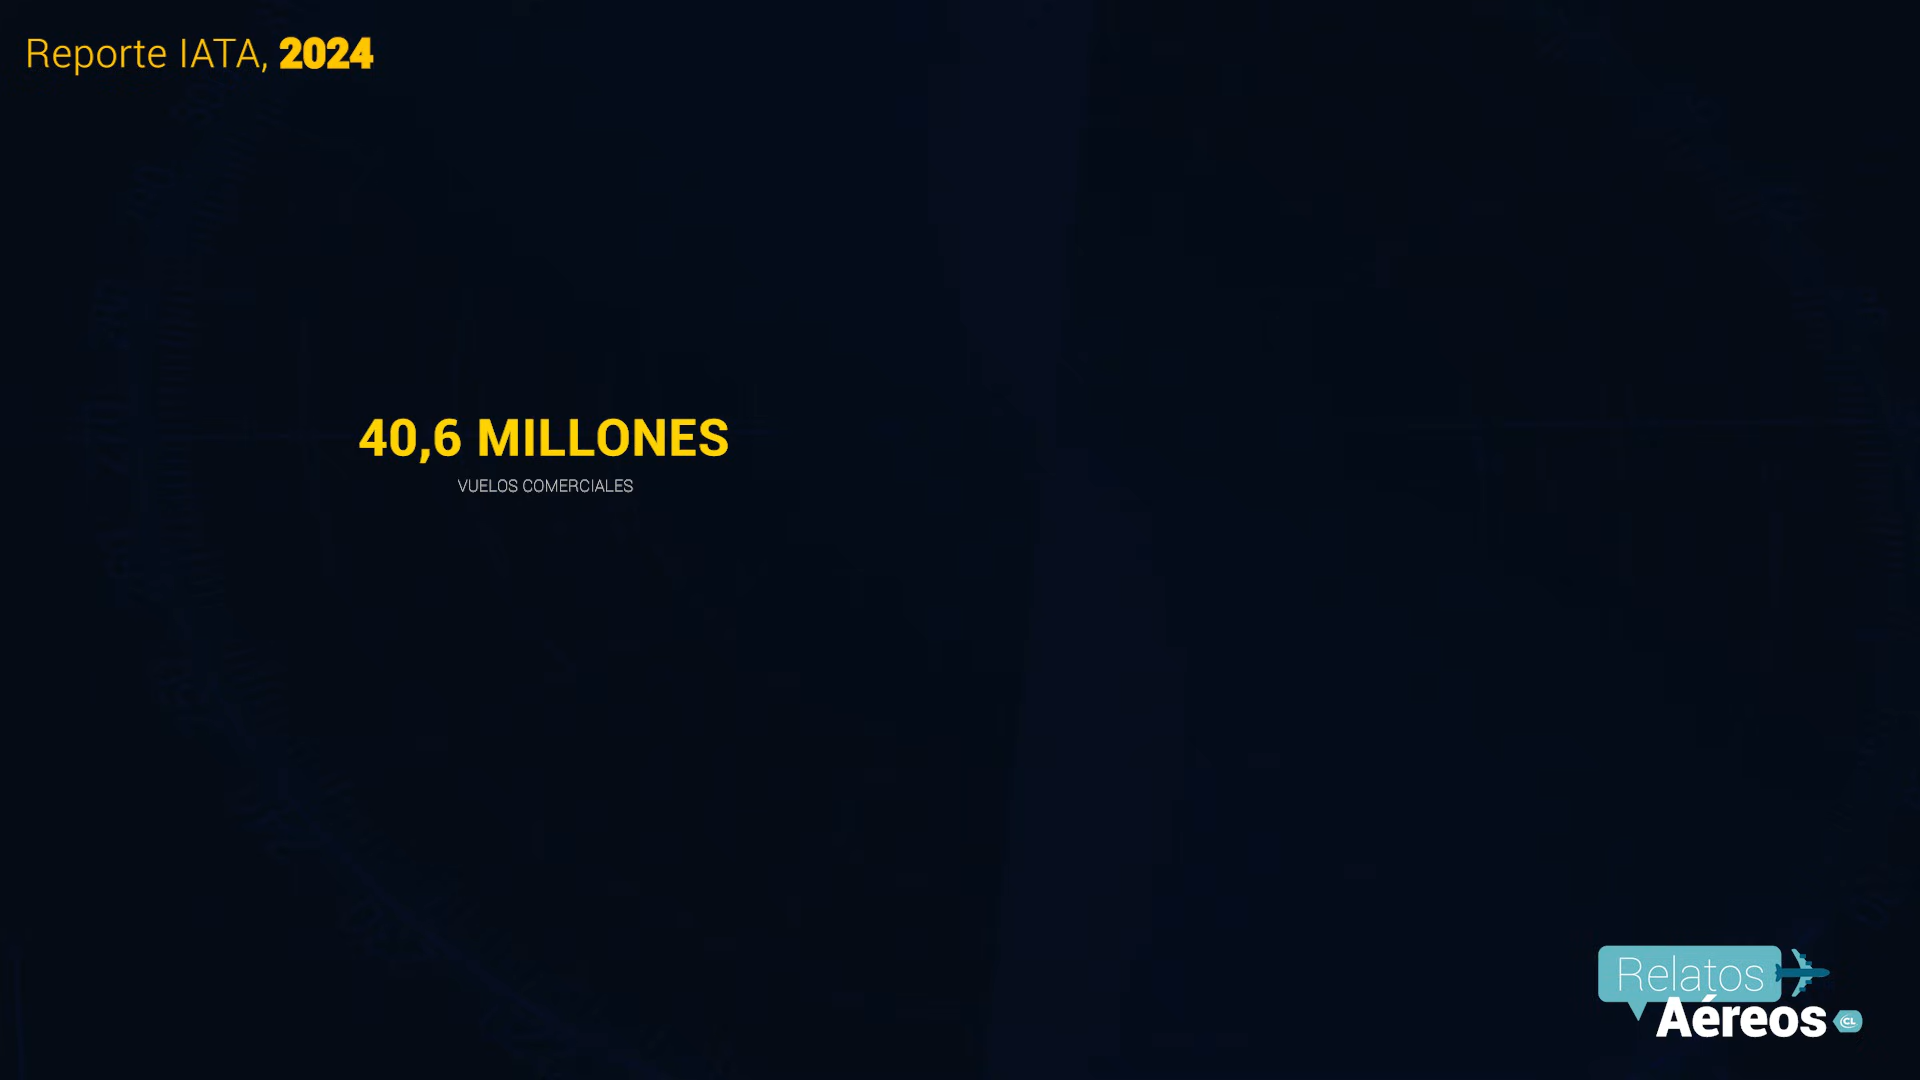 Reporte IATA, 2024
40,6 MILLONES
VUELOS COMERCIALES
Relatos
Aéreos
CL